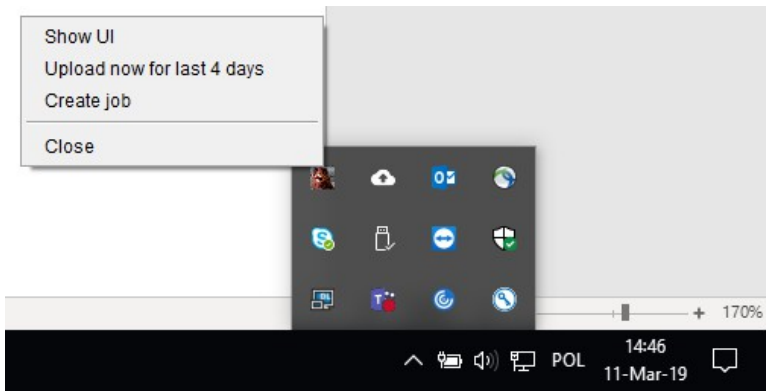 Show UI
Upload now for last 4 days
Create job
Close
170%
POL
14:46
11-Mar-19